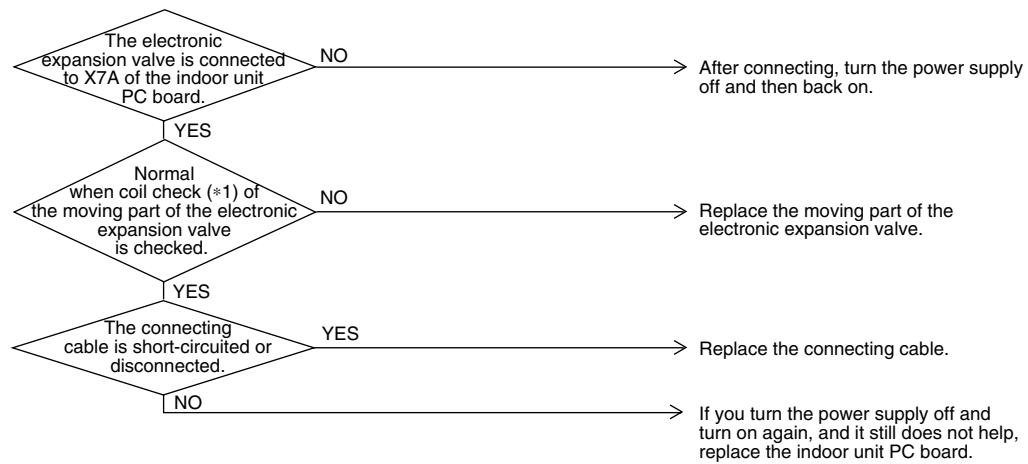 The electronic
expansion valve is connected
to X7A of the indoor unit
PC board.
NO
After connecting, turn the power supply
off and then back on.
YES
Normal
when coil check (*1) of
the moving part of the electronic
expansion valve
is checked.
NO
Replace the moving part of the
electronic expansion valve.
YES
The connecting
cable is short-circuited or
disconnected.
YES
Replace the connecting cable.
NO
If you turn the power supply off and
turn on again, and it still does not help,
replace the indoor unit PC board.